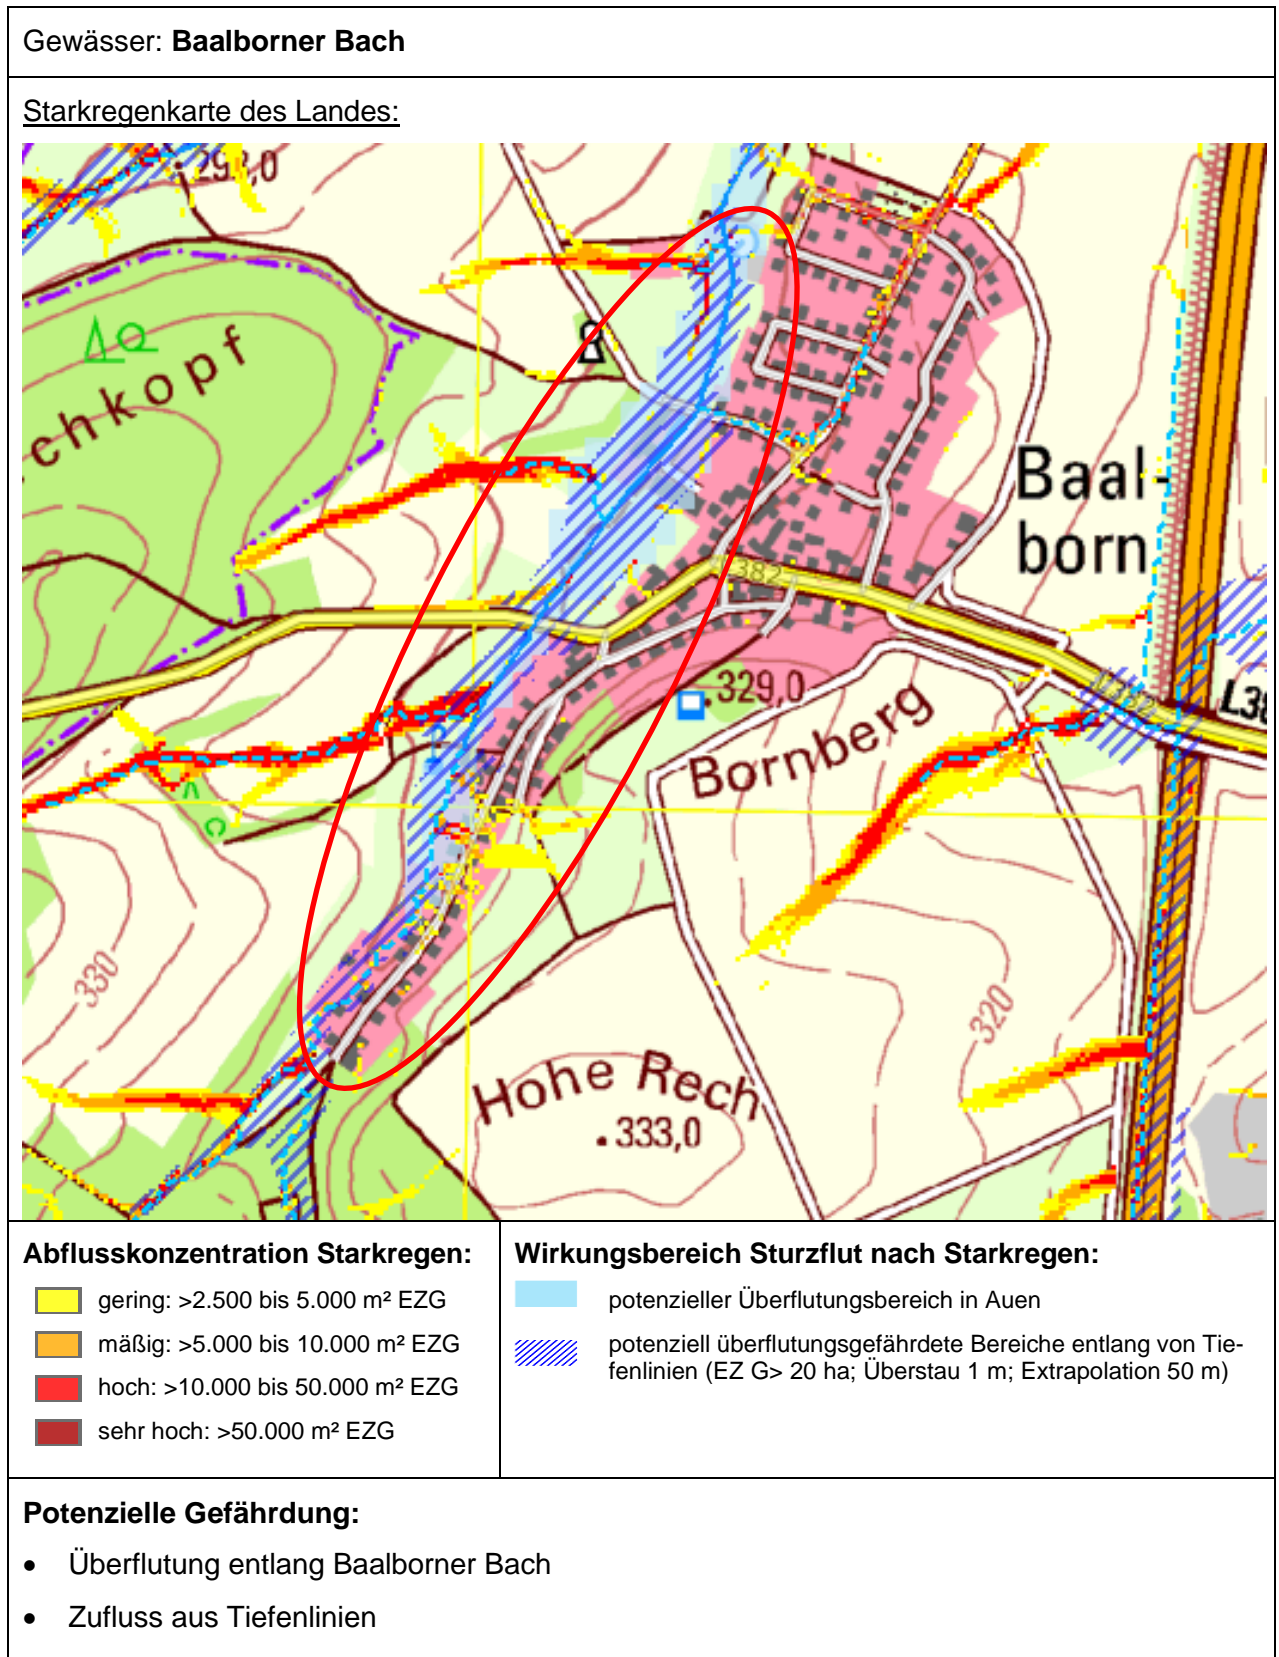 Gewässer: Baalborner Bach
Starkregenkarte des Landes:
chkopf
Baal-
born
L382
329,0
Bornberg
L382
L38
330
320
Hohe Rech
333,0
Abflusskonzentration Starkregen:
gering: >2.500 bis 5.000 m² EZG
mäßig: >5.000 bis 10.000 m² EZG
hoch: >10.000 bis 50.000 m² EZG
sehr hoch: >50.000 m² EZG
Wirkungsbereich Sturzflut nach Starkregen:
potenzieller Überflutungsbereich in Auen
potenziell überflutungsgefährdete Bereiche entlang von Tie-
fenlinien (EZ G> 20 ha; Überstau 1 m; Extrapolation 50 m)
Potenzielle Gefährdung:
• Überflutung entlang Baalborner Bach
• Zufluss aus Tiefenlinien